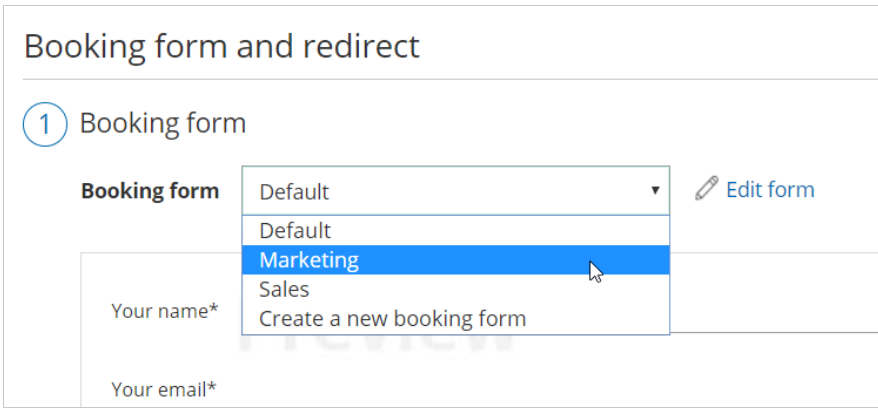 Booking form and redirect
1 Booking form
Booking form Default ▼ Edit form
Default
Marketing
Sales
Create a new booking form
Your name*
Preview
Your email*